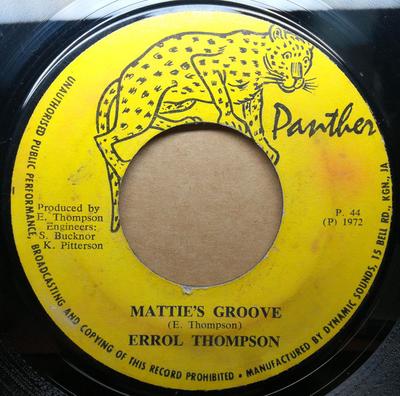 Panther
Produced by
E. Thompson
Engineers:
S. Bucknor
K. Pitterson
P. 44
(P) 1972
MATTIE'S GROOVE
(E. Thompson)
ERROL THOMPSON
UNAUTHORISED PUBLIC PERFORMANCE, BROADCASTING AND COPYING OF THIS RECORD PROHIBITED • MANUFACTURED BY DYNAMIC SOUNDS, 15 BELL RD., KGN., JA